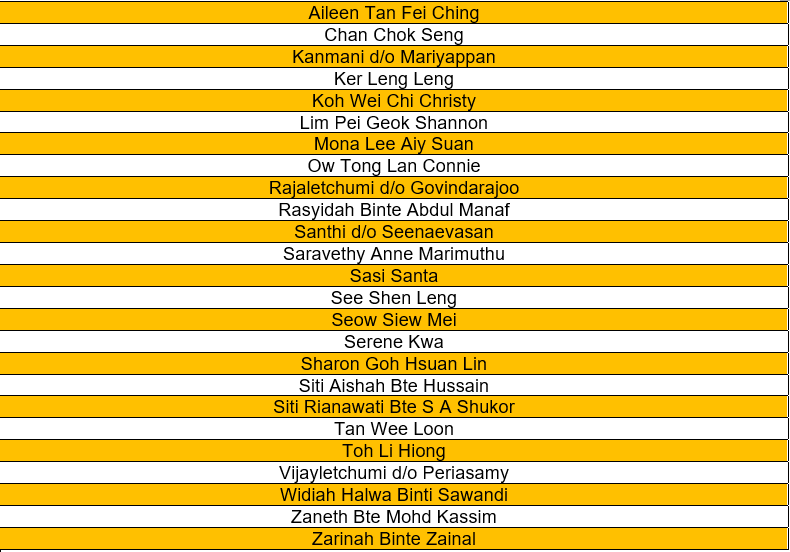 Aileen Tan Fei Ching
Chan Chok Seng
Kanmani d/o Mariyappan
Ker Leng Leng
Koh Wei Chi Christy
Lim Pei Geok Shannon
Mona Lee Aiy Suan
Ow Tong Lan Connie
Rajaletchumi d/o Govindarajoo
Rasyidah Binte Abdul Manaf
Santhi d/o Seenaevasan
Saravethy Anne Marimuthu
Sasi Santa
See Shen Leng
Seow Siew Mei
Serene Kwa
Sharon Goh Hsuan Lin
Siti Aishah Bte Hussain
Siti Rianawati Bte S A Shukor
Tan Wee Loon
Toh Li Hiong
Vijayletchumi d/o Periasamy
Widiah Halwa Binti Sawandi
Zaneth Bte Mohd Kassim
Zarinah Binte Zainal